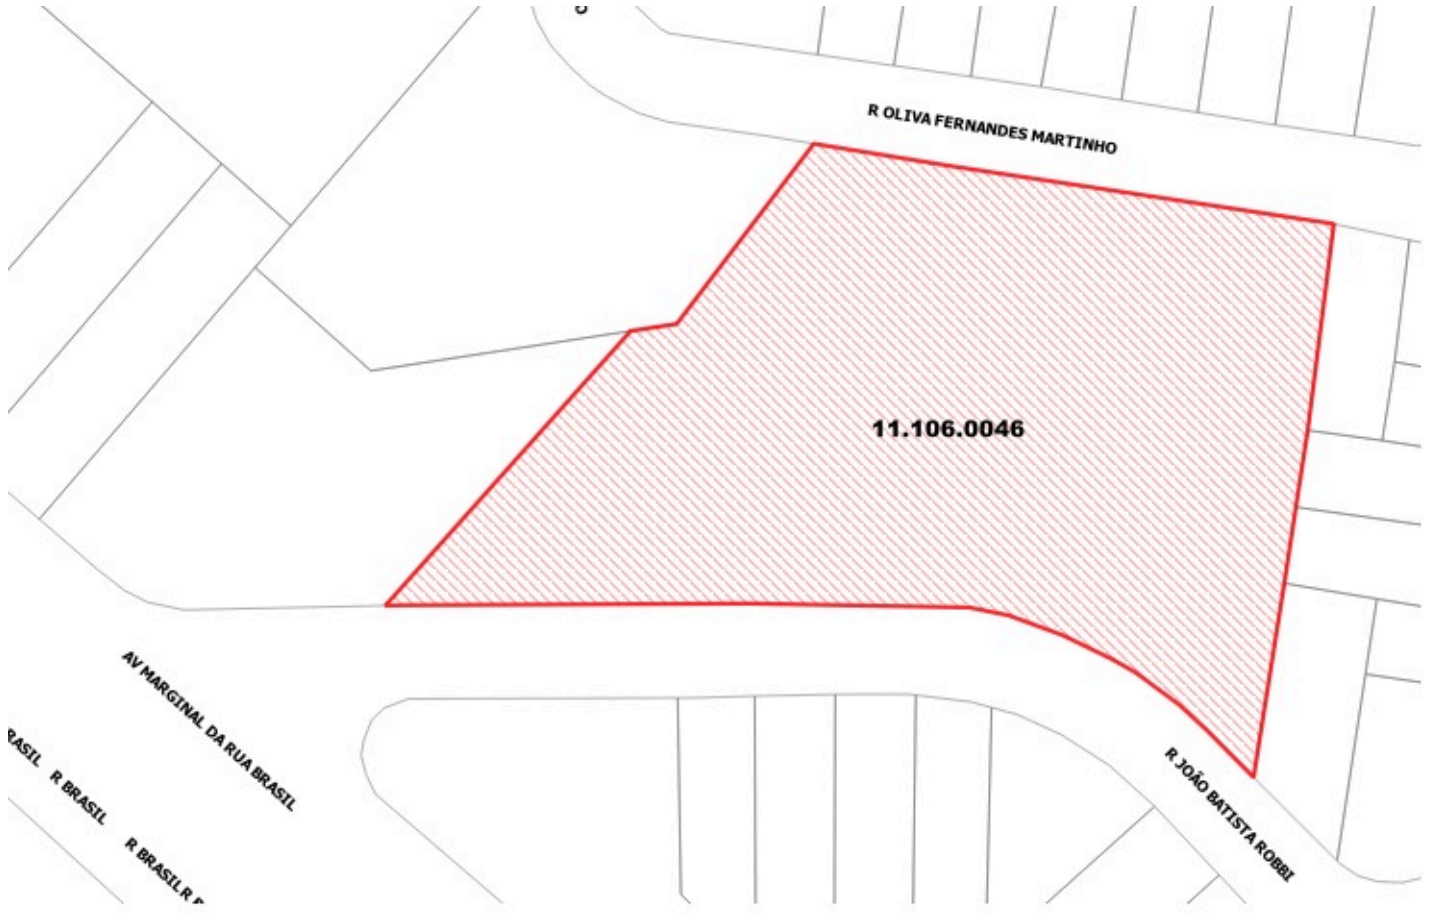 R OLIVA FERNANDES MARTINHO
11.106.0046
AV MARGINAL DA RUA BRASIL
R BRASIL
R BRASIL
R JOÃO BATISTA ROBBI